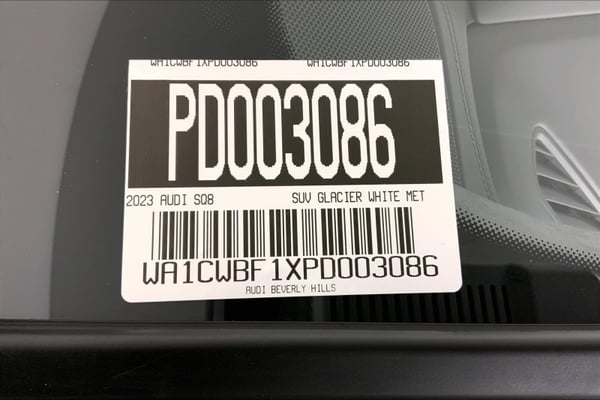 WA1CWBF1XPD003086 WA1CWBF1XPD003086
PD003086
2023 AUDI SQ8 SUV GLACIER WHITE MET
WA1CWBF1XPD003086
AUDI BEVERLY HILLS